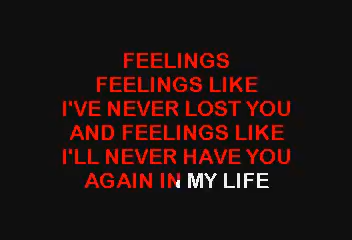 FEELINGS
FEELINGS LIKE
I'VE NEVER LOST YOU
AND FEELINGS LIKE
I'LL NEVER HAVE YOU
AGAIN IN MY LIFE